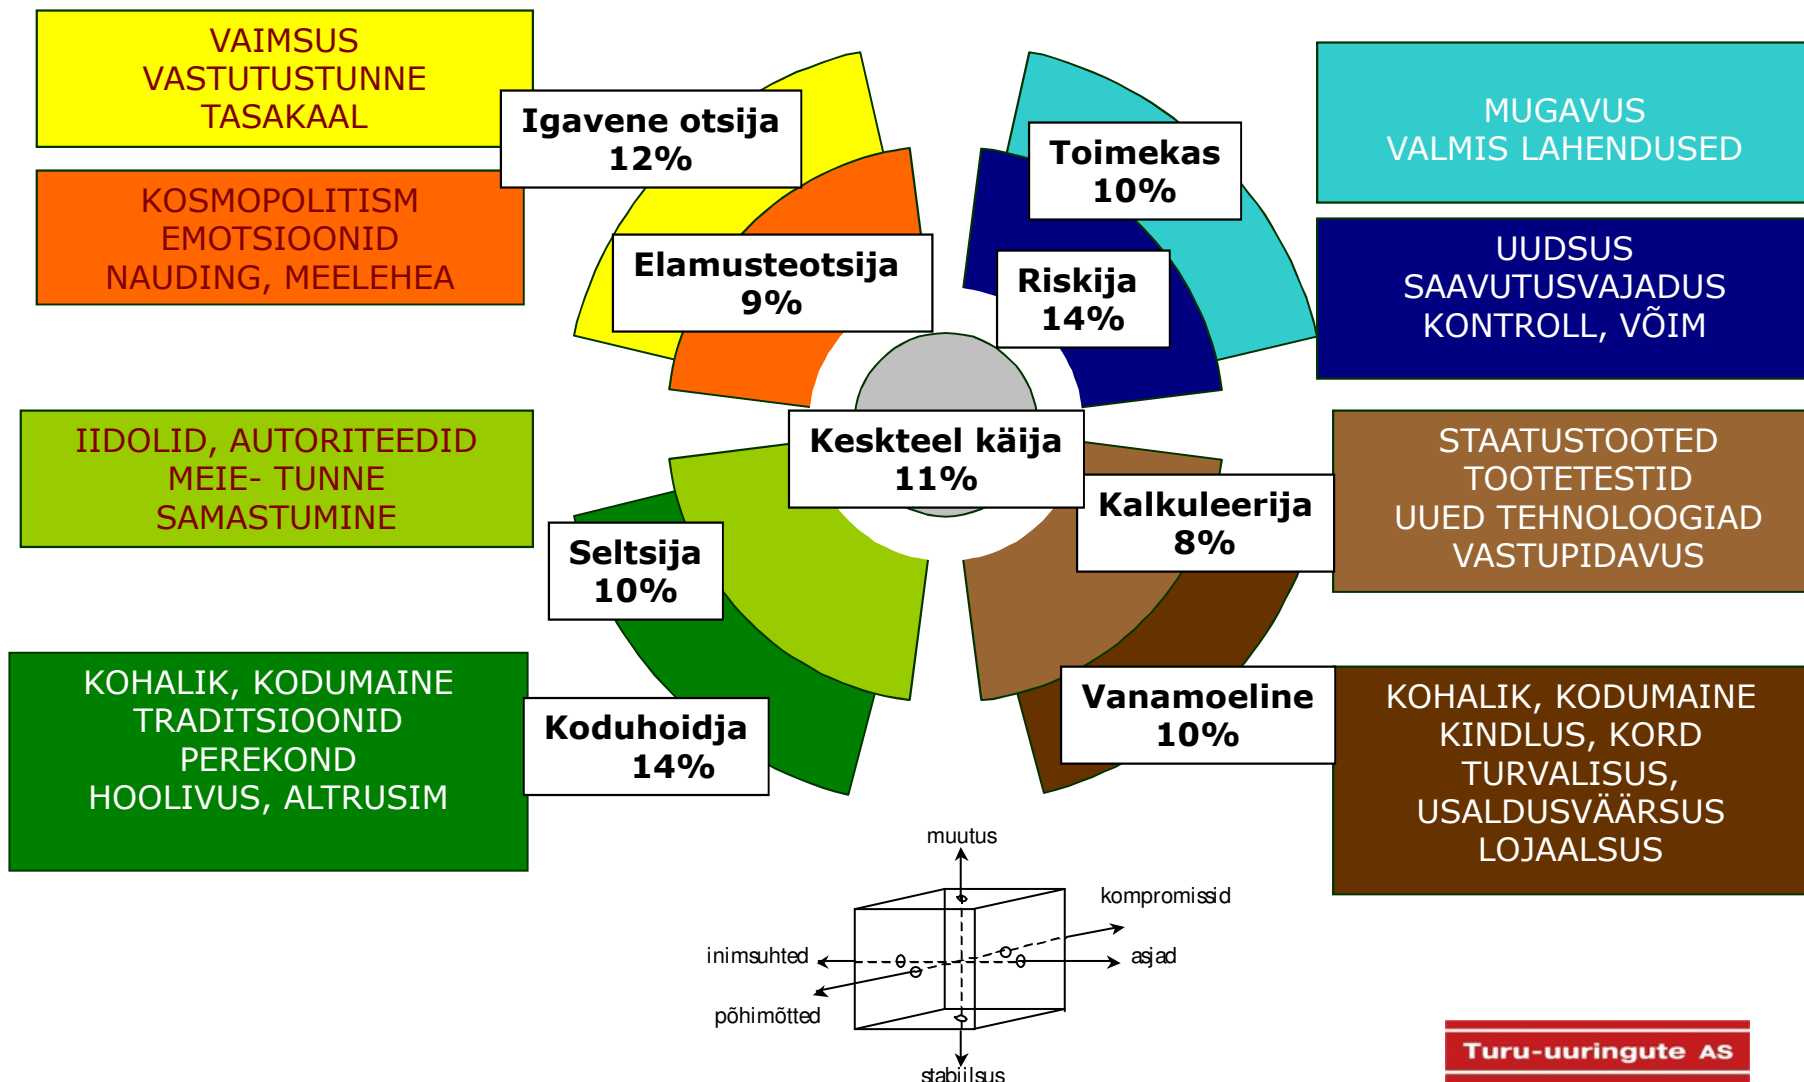 VAIMSUS
VASTUTUSTUNNE
TASAKAAL
KOSMOPOLITISM
EMOTSIOONID
NAUDING, MEELEHEA
IIDOLID, AUTORITEEDID
MEIE- TUNNE
SAMASTUMINE
KOHALIK, KODUMAINE
TRADITSIOONID
PEREKOND
HOOLIVUS, ALTRUSIM
Igavene otsija
12%
Elamusteotsija
9%
Toimekas
10%
Riskija
14%
Keskteel käija
11%
Seltsija
10%
Koduhoidja
14%
Kalkuleerija
8%
Vanamoeline
10%
MUGAVUS
VALMIS LAHENDUSED
UUDSUS
SAAVUTUSVAJADUS
KONTROLL, VÕIM
STAATUSTOOTED
TOOTETESTID
UUED TEHNOLOOGIAD
VASTUPIDAVUS
KOHALIK, KODUMAINE
KINDLUS, KORD
TURVALISUS,
USALDUSVÄÄRSUS
LOJAALSUS
muutus
kompromissid
inimsuhted
asjad
põhimõtted
stabiilsus
Turu-uuringute AS